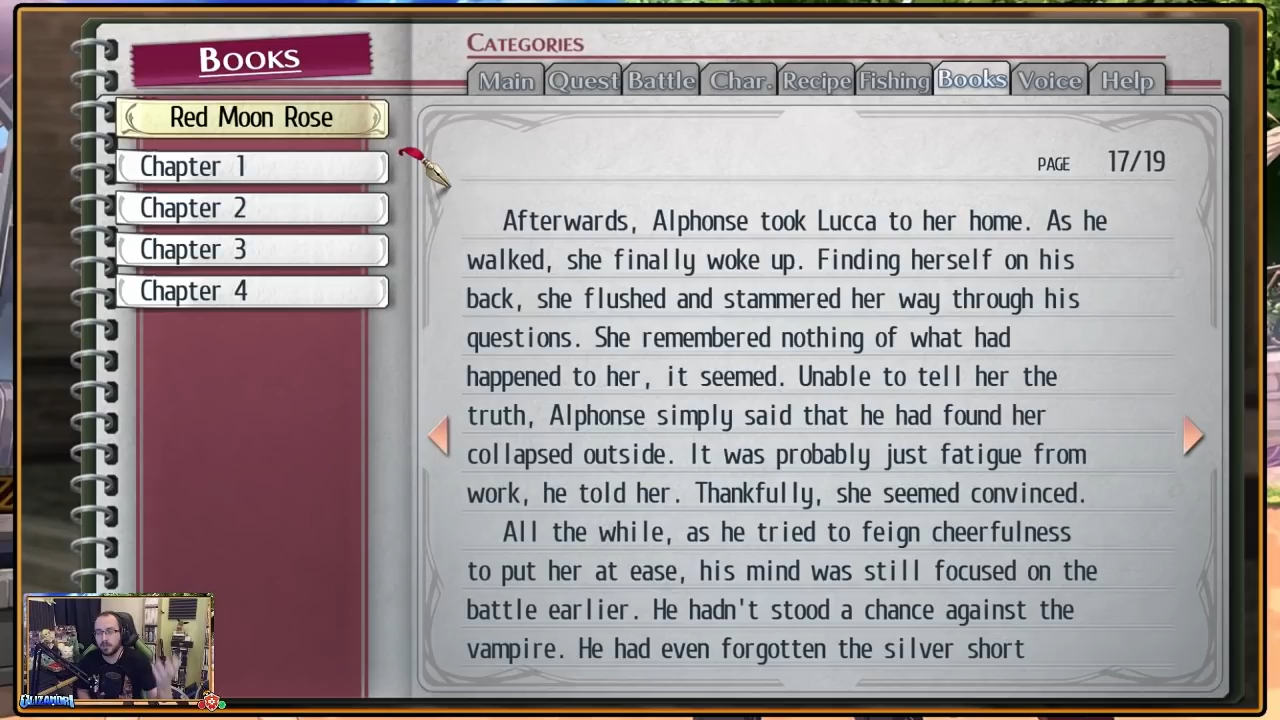 BOOKS
CATEGORIES
Main Quest Battle Char. Recipe Fishing Books Voice Help
Red Moon Rose
Chapter 1
Chapter 2
Chapter 3
Chapter 4
PAGE 17/19
Afterwards, Alphonse took Lucca to her home. As he
walked, she finally woke up. Finding herself on his
back, she flushed and stammered her way through his
questions. She remembered nothing of what had
happened to her, it seemed. Unable to tell her the
truth, Alphonse simply said that he had found her
collapsed outside. It was probably just fatigue from
work, he told her. Thankfully, she seemed convinced.
All the while, as he tried to feign cheerfulness
to put her at ease, his mind was still focused on the
battle earlier. He hadn't stood a chance against the
vampire. He had even forgotten the silver short